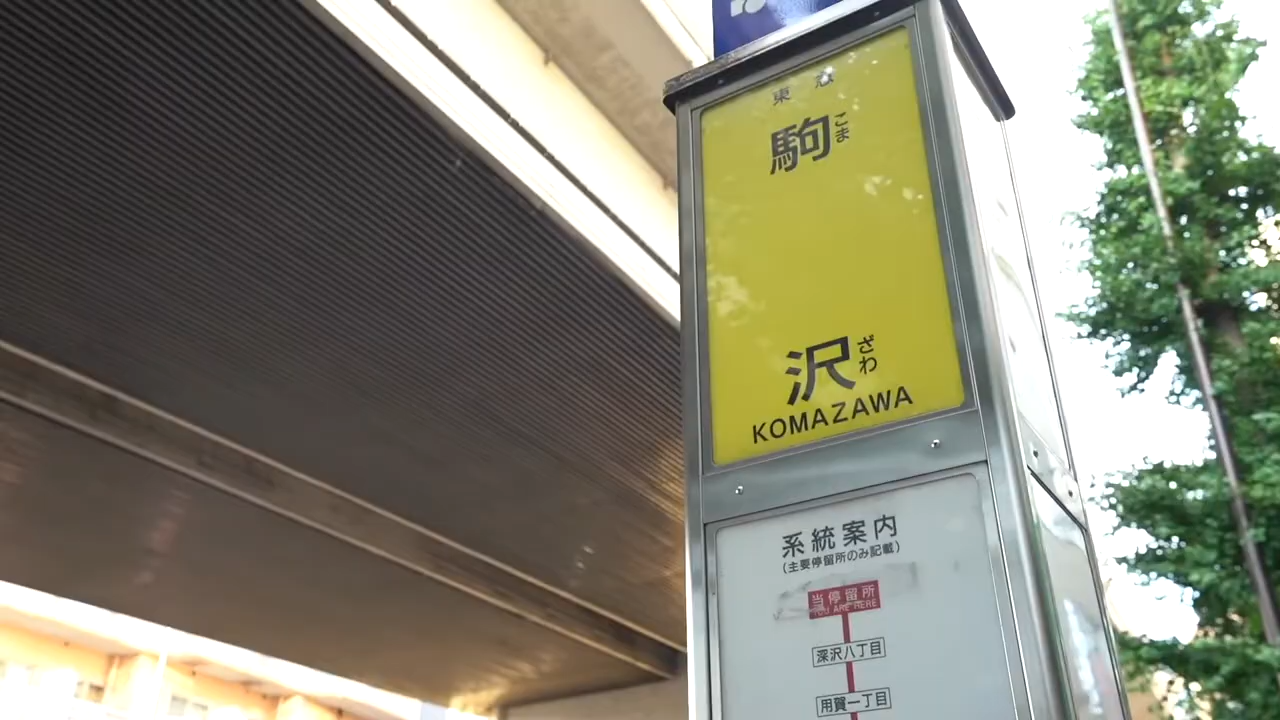 東急
駒こま
沢ざわ
KOMAZAWA
系統案内
(主要停留所のみ記載)
当停留所
YOU ARE HERE
深沢八丁目
用賀一丁目